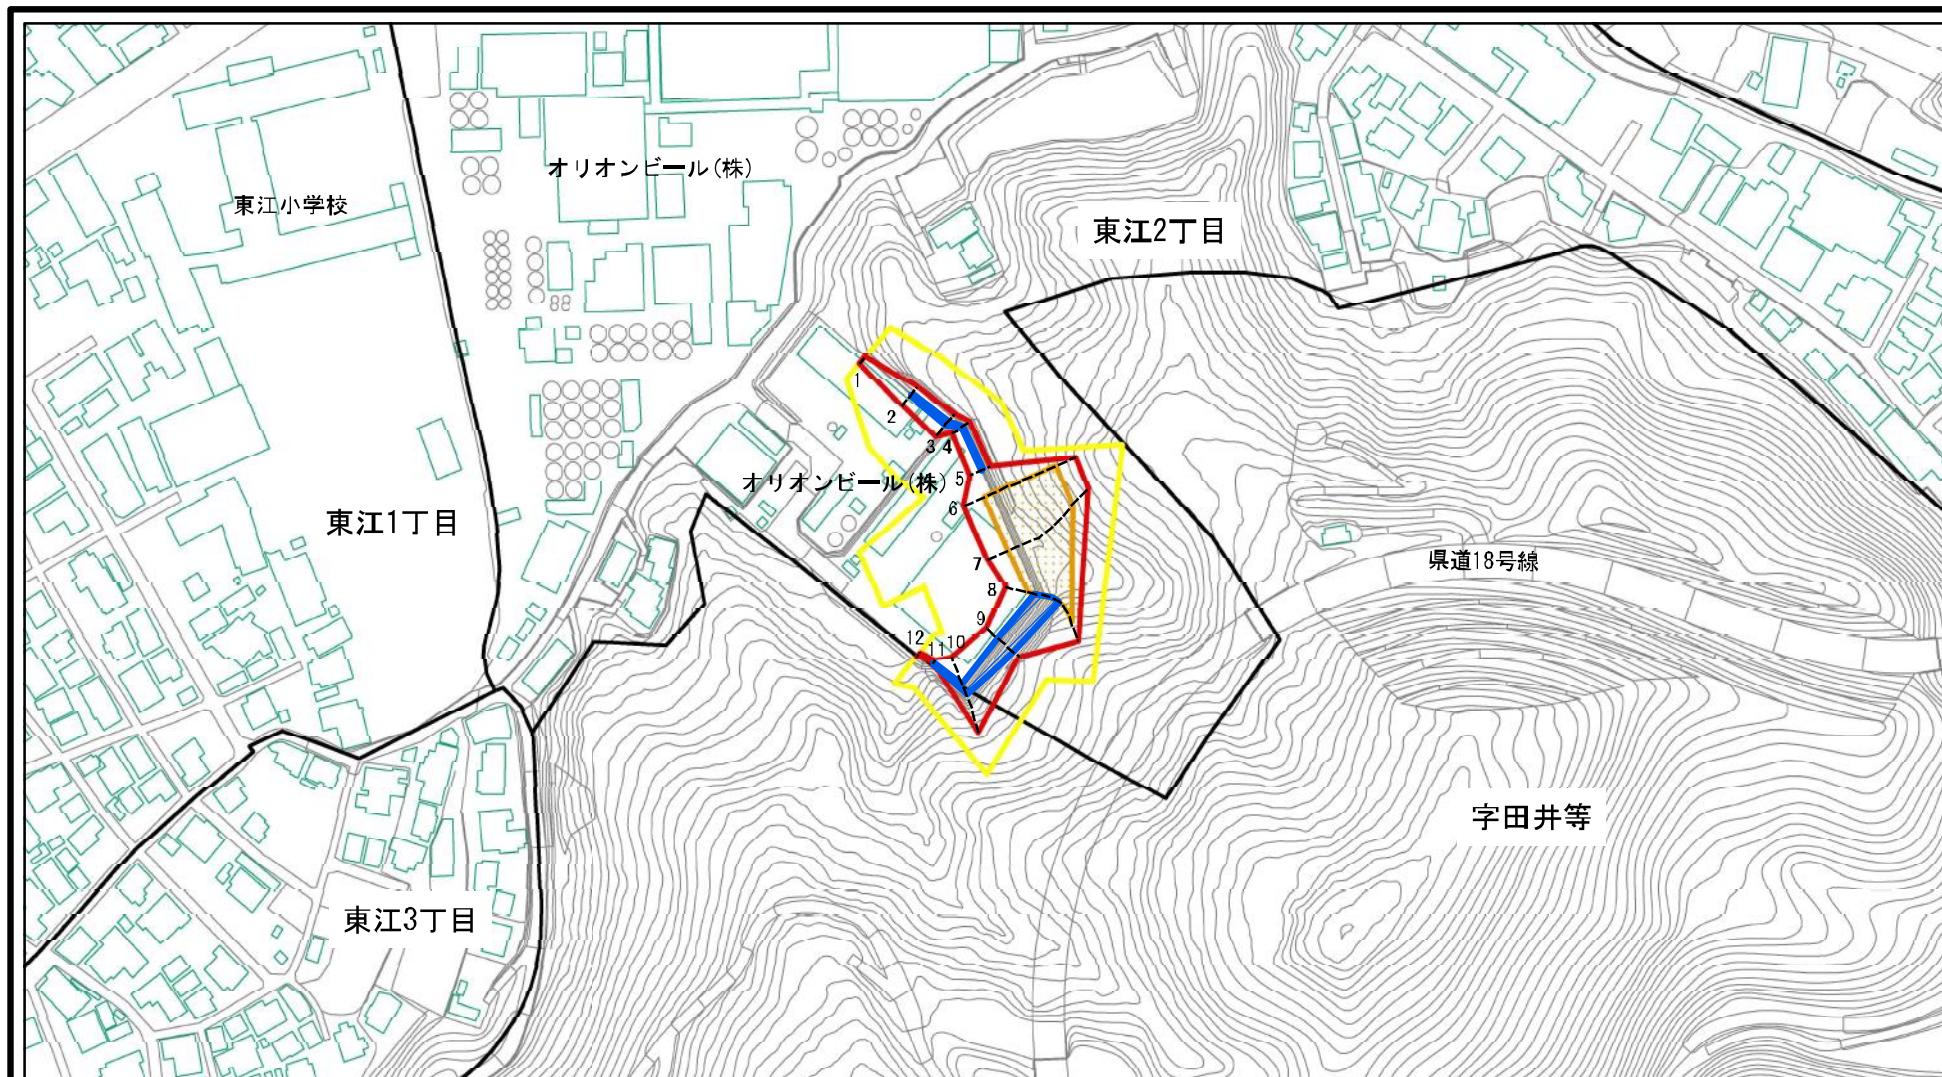 オリオンビール(株)
東江小学校
東江2丁目
1
2
3
4
オリオンビール(株)
5
6
東江1丁目
7
県道18号線
8
9
12
11
10
字田井等
東江3丁目